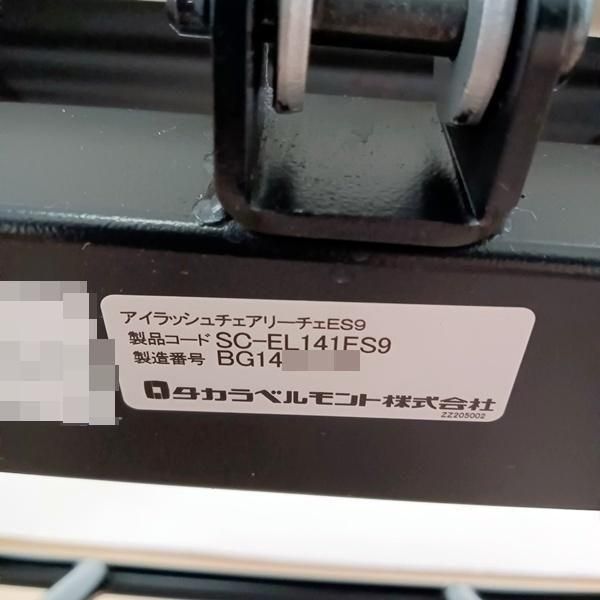 アイラッシュチェアリーチェES9
製品コード SC-EL141ES9
製造番号 BG14
タカラベルモント株式会社
ZZ205002